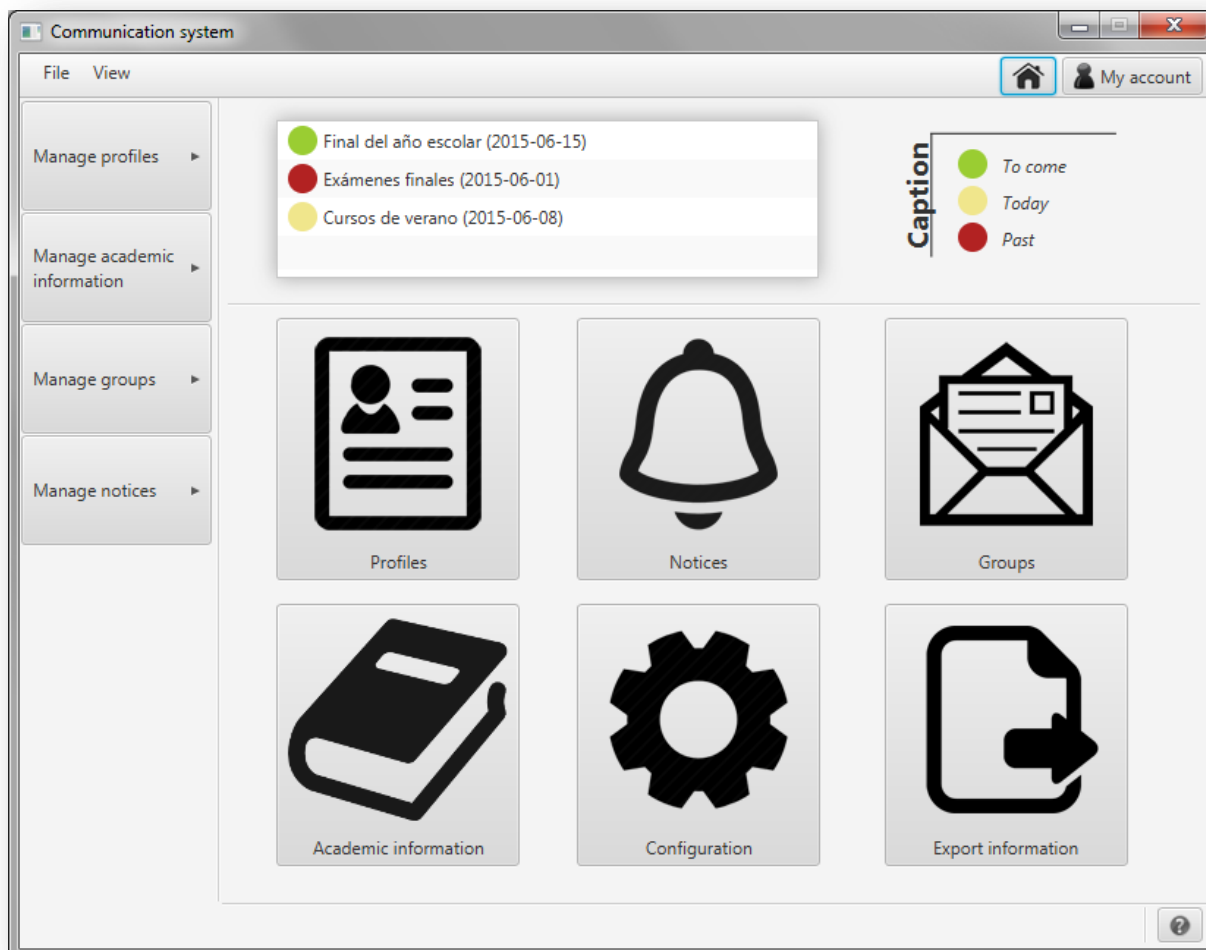 Communication system
File View
My account
Manage profiles
Manage academic
information
Manage groups
Manage notices
Final del año escolar (2015-06-15)
Exámenes finales (2015-06-01)
Cursos de verano (2015-06-08)
Caption
To come
Today
Past
Profiles
Notices
Groups
Academic information
Configuration
Export information
?